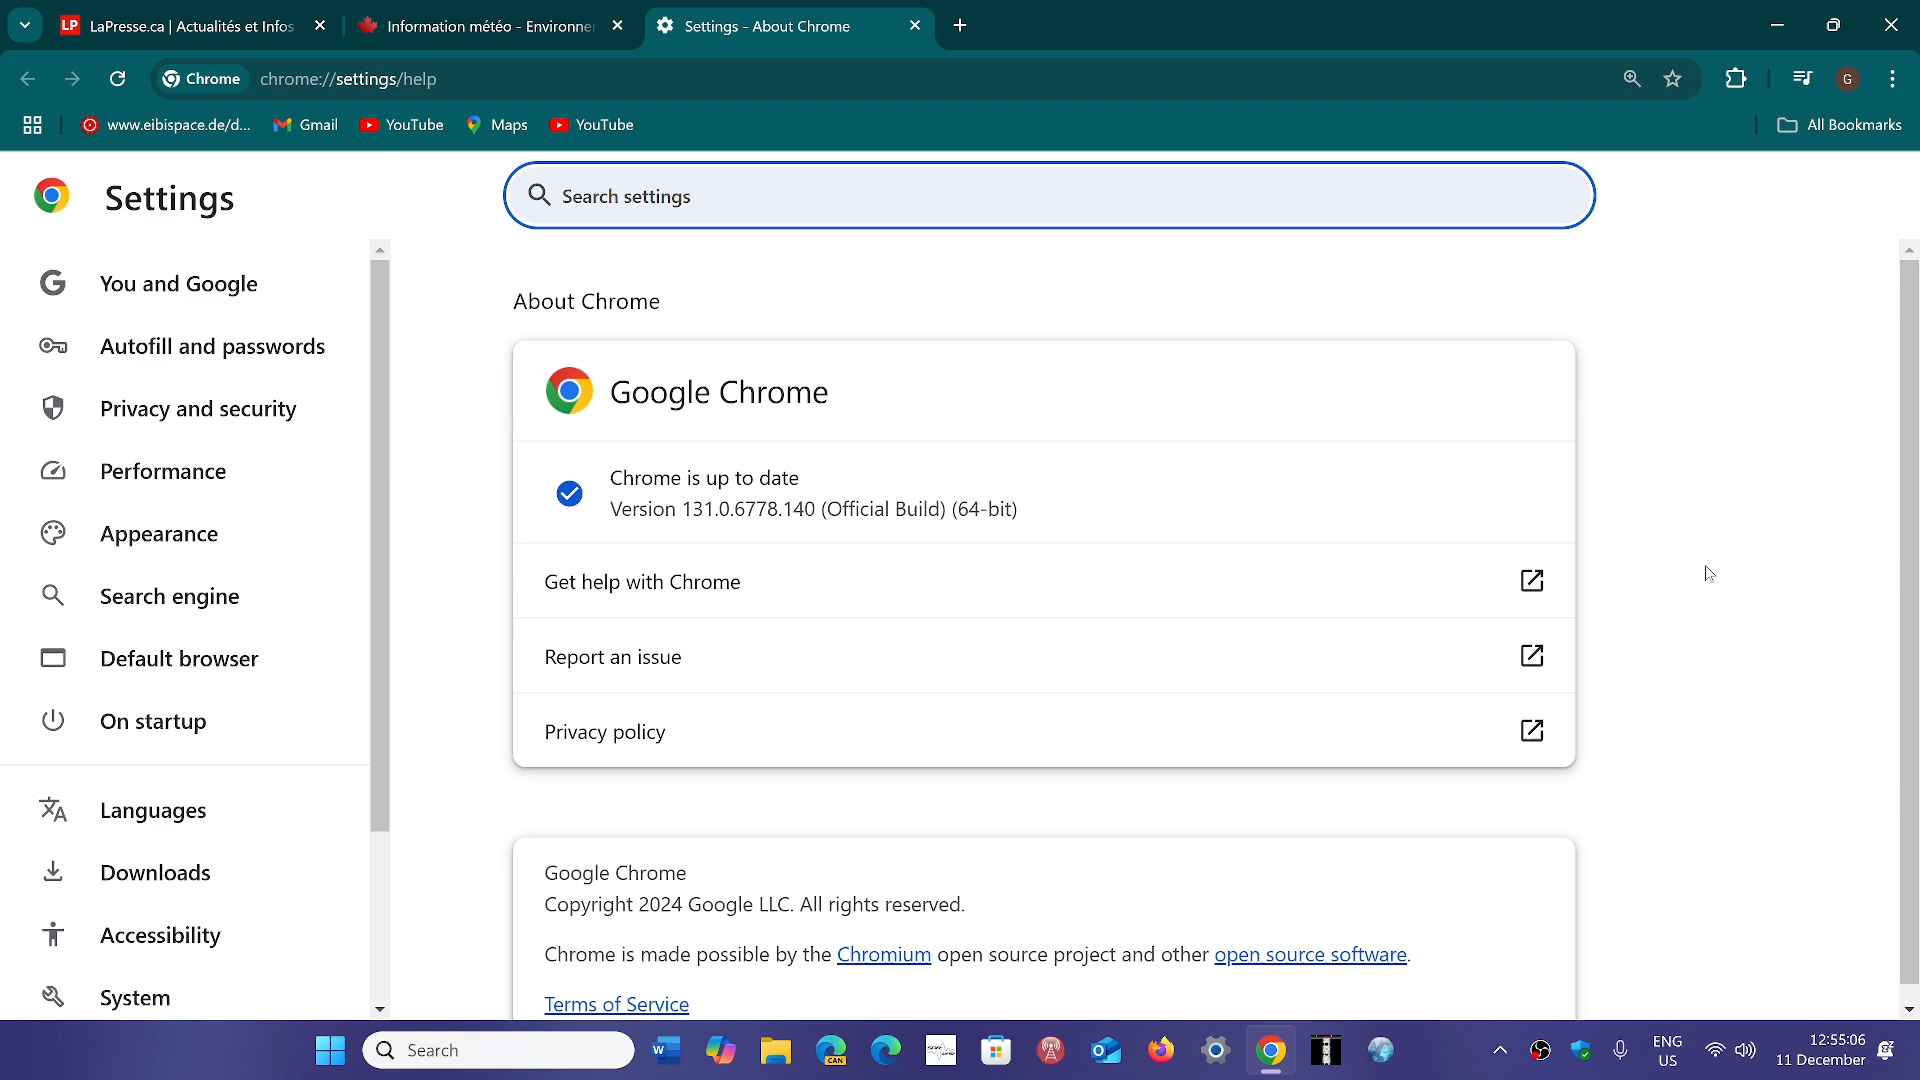 LP LaPresse.ca | Actualités et Infos
Information météo - Environner
Settings - About Chrome
Chrome chrome://settings/help
www.eibispace.de/d...
Gmail
YouTube
Maps
YouTube
All Bookmarks
G
Settings
Search settings
You and Google
Autofill and passwords
Privacy and security
Performance
Appearance
Search engine
Default browser
On startup
Languages
Downloads
Accessibility
System
About Chrome
Google Chrome
Chrome is up to date
Version 131.0.6778.140 (Official Build) (64-bit)
Get help with Chrome
Report an issue
Privacy policy
Google Chrome
Copyright 2024 Google LLC. All rights reserved.
Chrome is made possible by the Chromium open source project and other open source software.
Terms of Service
Search
W
CAN
ENG
US
12:55:06
11 December